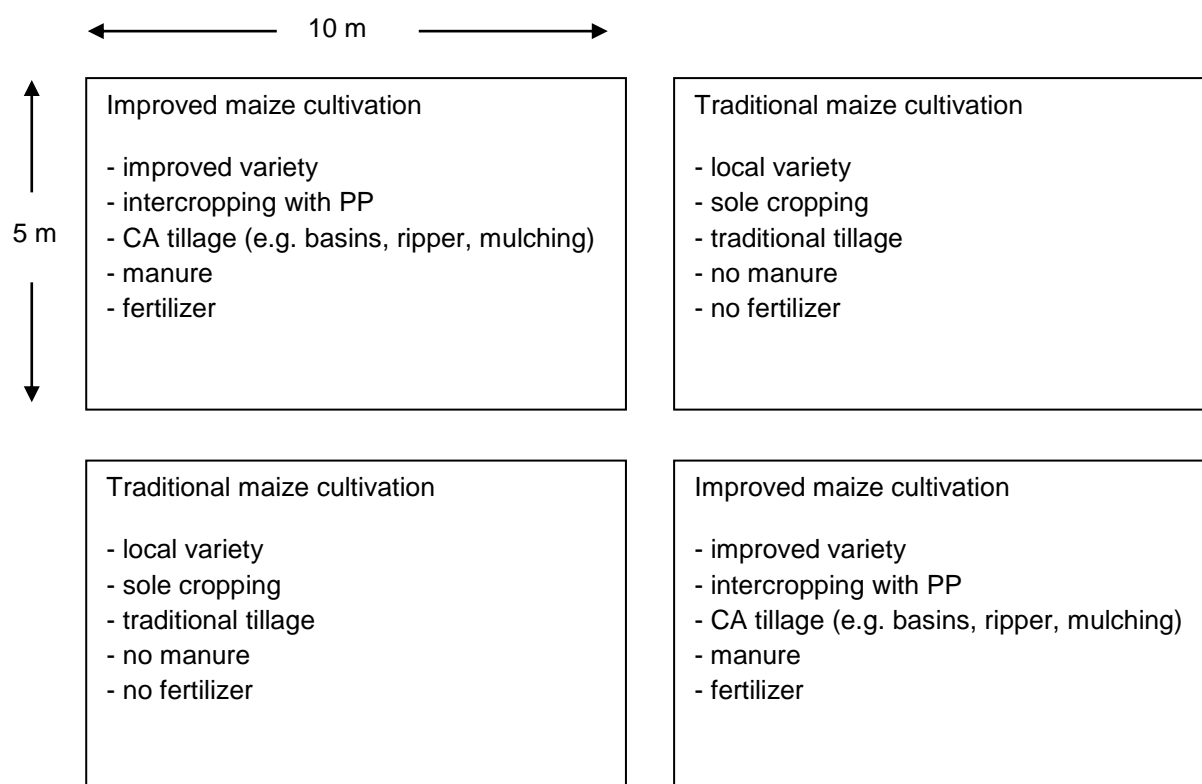 10 m
5 m
Improved maize cultivation
- improved variety
- intercropping with PP
- CA tillage (e.g. basins, ripper, mulching)
- manure
- fertilizer
Traditional maize cultivation
- local variety
- sole cropping
- traditional tillage
- no manure
- no fertilizer
Traditional maize cultivation
- local variety
- sole cropping
- traditional tillage
- no manure
- no fertilizer
Improved maize cultivation
- improved variety
- intercropping with PP
- CA tillage (e.g. basins, ripper, mulching)
- manure
- fertilizer